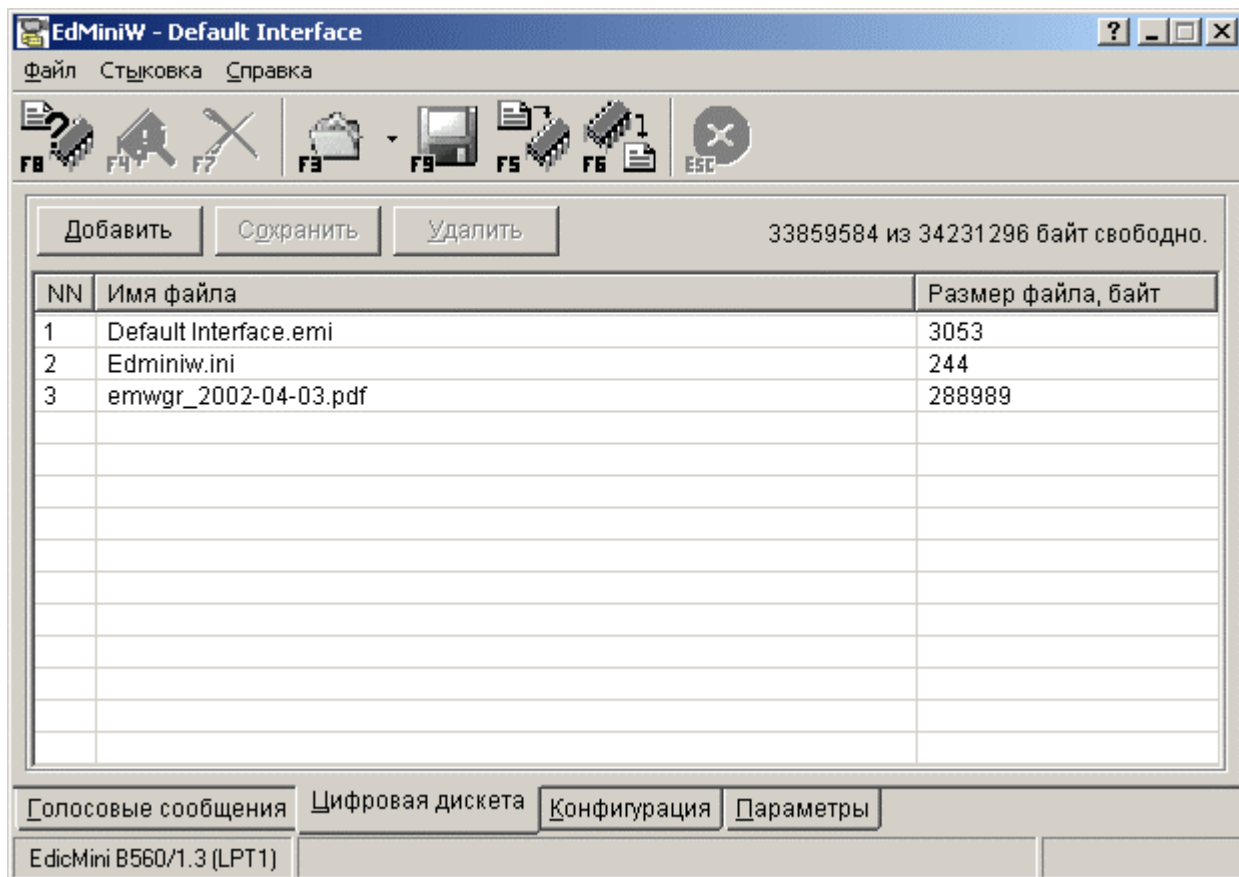 EdMiniW - Default Interface
Файл Стыковка Справка
F8 F4 F7 F3 F9 F5 F6 ESC
Добавить Сохранить Удалить 33859584 из 34231296 байт свободно.
NN Имя файла Размер файла, байт
1 Default Interface.emi 3053
2 Edminiw.ini 244
3 emwgr_2002-04-03.pdf 288989
Голосовые сообщения Цифровая дискета Конфигурация Параметры
EdicMini B560/1.3 (LPT1)